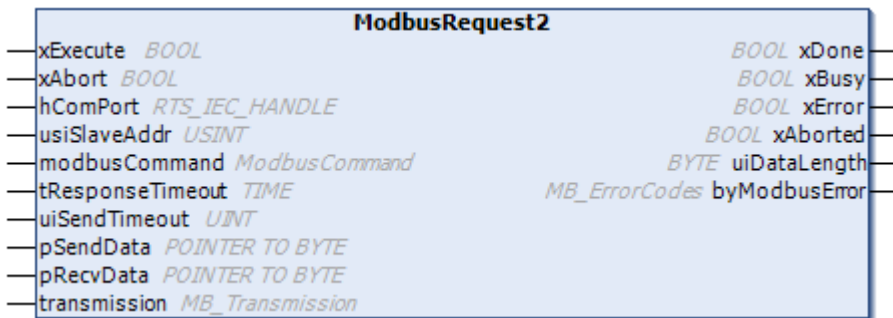 ModbusRequest2
xExecute BOOL BOOL xDone
xAbort BOOL BOOL xBusy
hComPort RTS_IEC_HANDLE BOOL xError
usiSlaveAddr USINT BOOL xAborted
modbusCommand ModbusCommand BYTE uiDataLength
tResponseTimeout TIME MB_ErrorCodes byModbusError
uiSendTimeout UINT
pSendData POINTER TO BYTE
pRecvData POINTER TO BYTE
transmission MB_Transmission